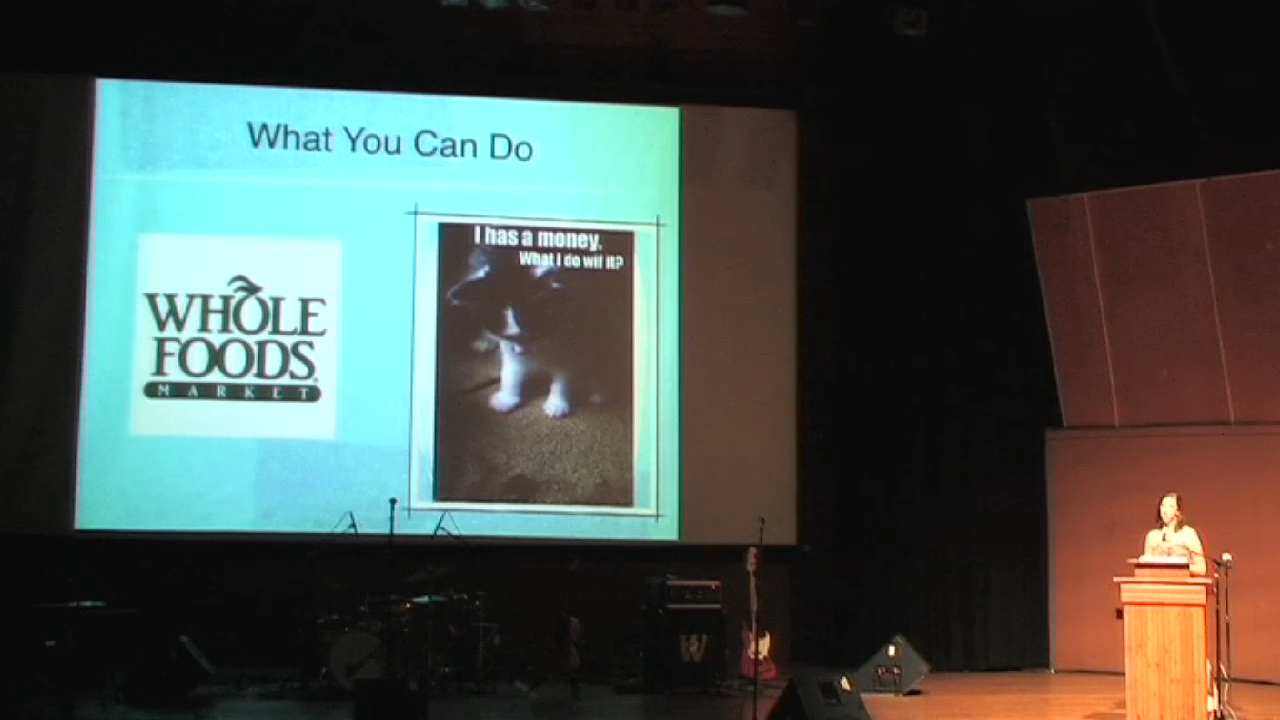 What You Can Do
WHOLE
FOODS
MARKET
I has a money.
What I do wif it?
W